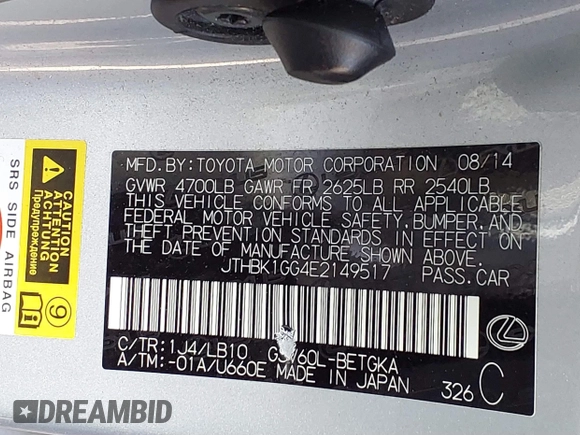 MFD. BY: TOYOTA MOTOR CORPORATION 08/14
GVWR 4700LB GAWR FR 2625LB RR 2540LB
THIS VEHICLE CONFORMS TO ALL APPLICABLE
FEDERAL MOTOR VEHICLE SAFETY, BUMPER, AND
THEFT PREVENTION STANDARDS IN EFFECT ON
THE DATE OF MANUFACTURE SHOWN ABOVE.
JTHBK1GG4E2149517 PASS.CAR
C/TR: 1J4/LB10
A/TM: -01A/U660E MADE IN JAPAN
326 C
SRS SIDE AIRBAG
CAUTION
ACHTUNG
Предупреждение
9
DREAMBID
.COM